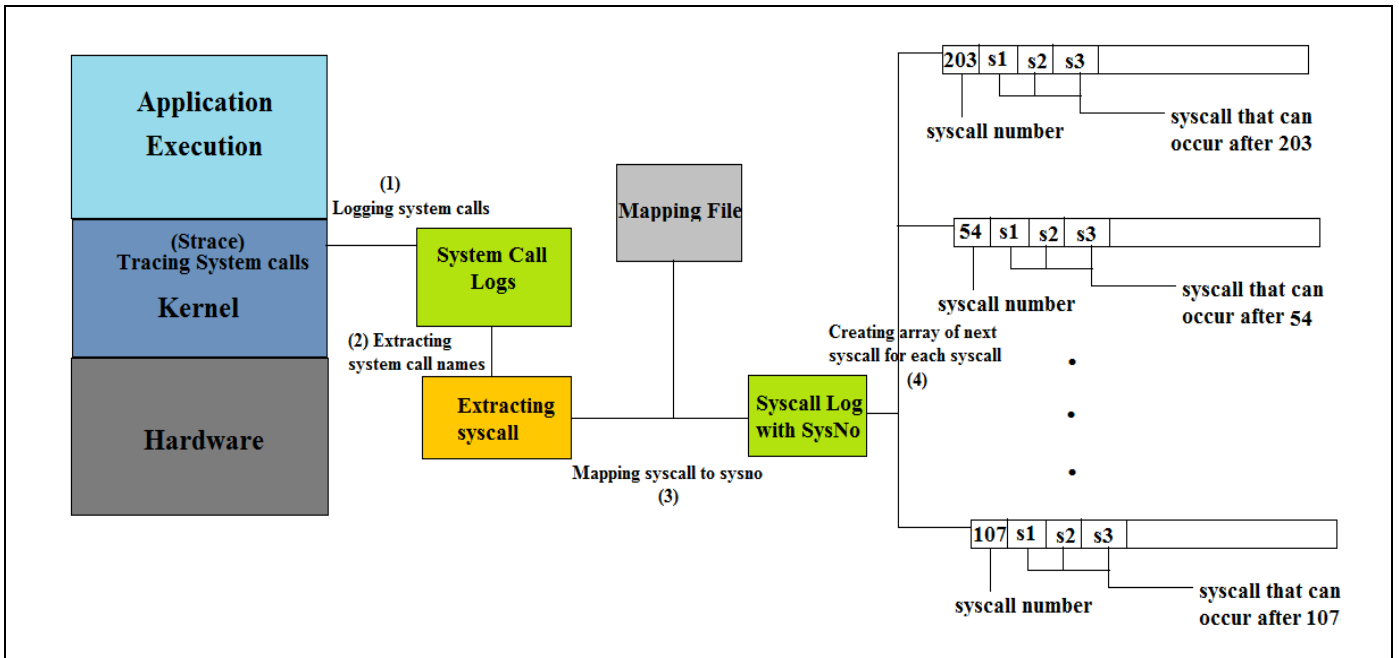 Application
Execution
(Strace)
Tracing System calls
Kernel
Hardware
(1)
Logging system calls
System Call
Logs
(2) Extracting
system call names
Extracting
syscall
Mapping File
Mapping syscall to sysno
(3)
Syscall Log
with SysNo
Creating array of next
syscall for each syscall
(4)
203 s1 s2 s3
syscall number
syscall that can
occur after 203
54 s1 s2 s3
syscall number
syscall that can
occur after 54
107 s1 s2 s3
syscall number
syscall that can
occur after 107